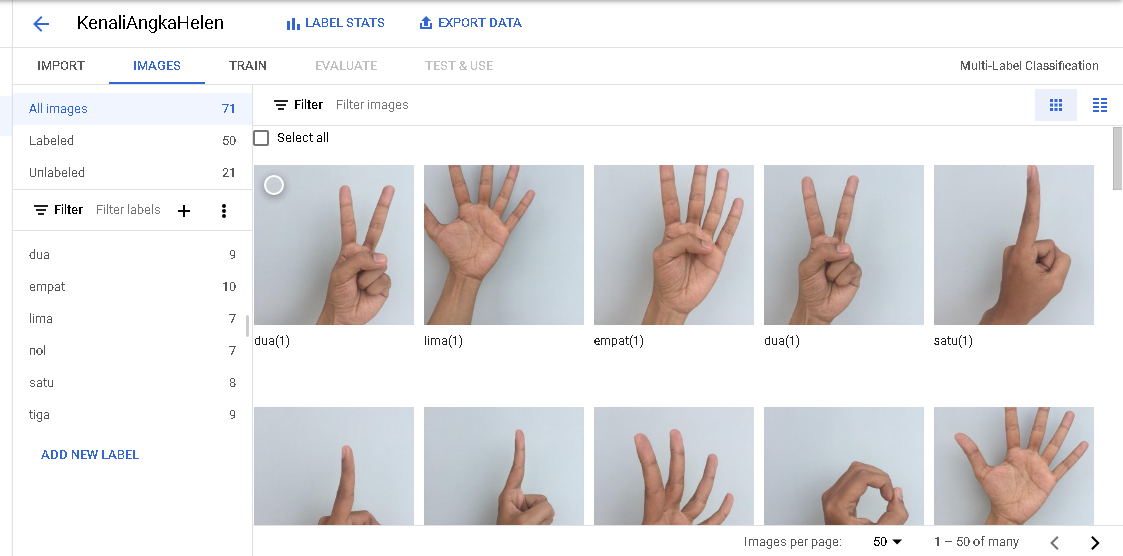 KenaliAngkaHelen
LABEL STATS
EXPORT DATA
IMPORT
IMAGES
TRAIN
EVALUATE
TEST & USE
Multi-Label Classification
All images 71
Labeled 50
Unlabeled 21
Filter Filter labels
dua 9
empat 10
lima 7
nol 7
satu 8
tiga 9
ADD NEW LABEL
Filter Filter images
Select all
dua(1)
lima(1)
empat(1)
dua(1)
satu(1)
Images per page: 50 1 – 50 of many